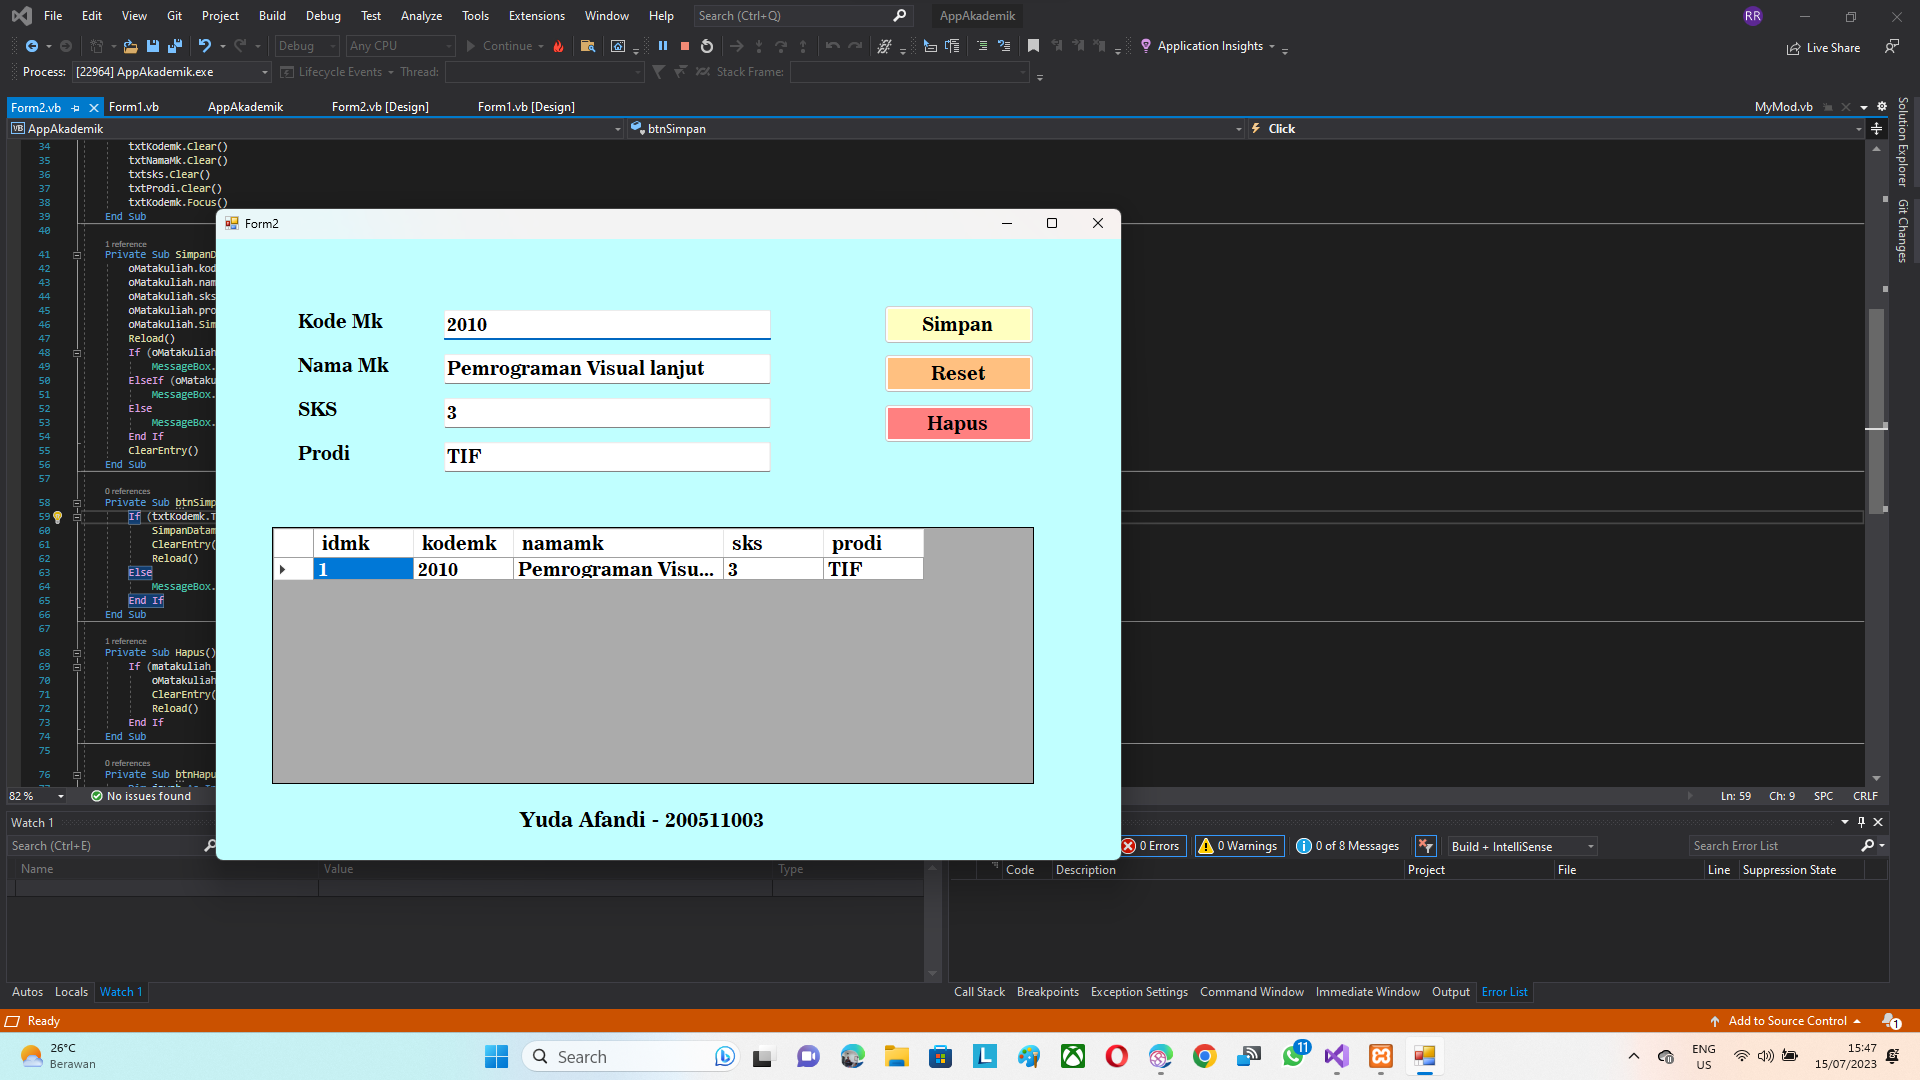 File Edit View Git Project Build Debug Test Analyze Tools Extensions Window Help Search (Ctrl+Q) AppAkademik RR
Debug Any CPU Continue Application Insights Live Share
Process: [22964] AppAkademik.exe Lifecycle Events Thread: Stack Frame:
Form2.vb Form1.vb AppAkademik Form2.vb [Design] Form1.vb [Design] MyMod.vb
VB AppAkademik btnSimpan Click
Solution Explorer
Git Changes
34 txtKodemk.Clear()
35 txtNamaMk.Clear()
36 txtsks.Clear()
37 txtProdi.Clear()
38 txtKodemk.Focus()
39 End Sub
40
1 reference
41 Private Sub SimpanD
42 oMatakuliah.kod
43 oMatakuliah.nam
44 oMatakuliah.sks
45 oMatakuliah.pro
46 oMatakuliah.Sim
47 Reload()
48 If (oMatakuliah
49 MessageBox.
50 ElseIf (oMataku
51 MessageBox.
52 Else
53 MessageBox.
54 End If
55 ClearEntry()
56 End Sub
57
0 references
58 Private Sub btnSimp
59 If (txtKodemk.T
60 SimpanDatam
61 ClearEntry(
62 Reload()
63 Else
64 MessageBox.
65 End If
66 End Sub
67
1 reference
68 Private Sub Hapus()
69 If (matakuliah_
70 oMatakuliah
71 ClearEntry(
72 Reload()
73 End If
74 End Sub
75
0 references
76 Private Sub btnHapu
Form2
Kode Mk 2010 Simpan
Nama Mk Pemrograman Visual lanjut Reset
SKS 3 Hapus
Prodi TIF
idmk kodemk namamk sks prodi
1 2010 Pemrograman Visu... 3 TIF
Yuda Afandi - 200511003
82 % No issues found Ln: 59 Ch: 9 SPC CRLF
Watch 1
Search (Ctrl+E) 0 Errors 0 Warnings 0 of 8 Messages Build + IntelliSense Search Error List
Name Value Type Code Description Project File Line Suppression State
Autos Locals Watch 1 Call Stack Breakpoints Exception Settings Command Window Immediate Window Output Error List
Ready Add to Source Control 1
26°C
Berawan
Search
11
ENG
US
15:47
15/07/2023